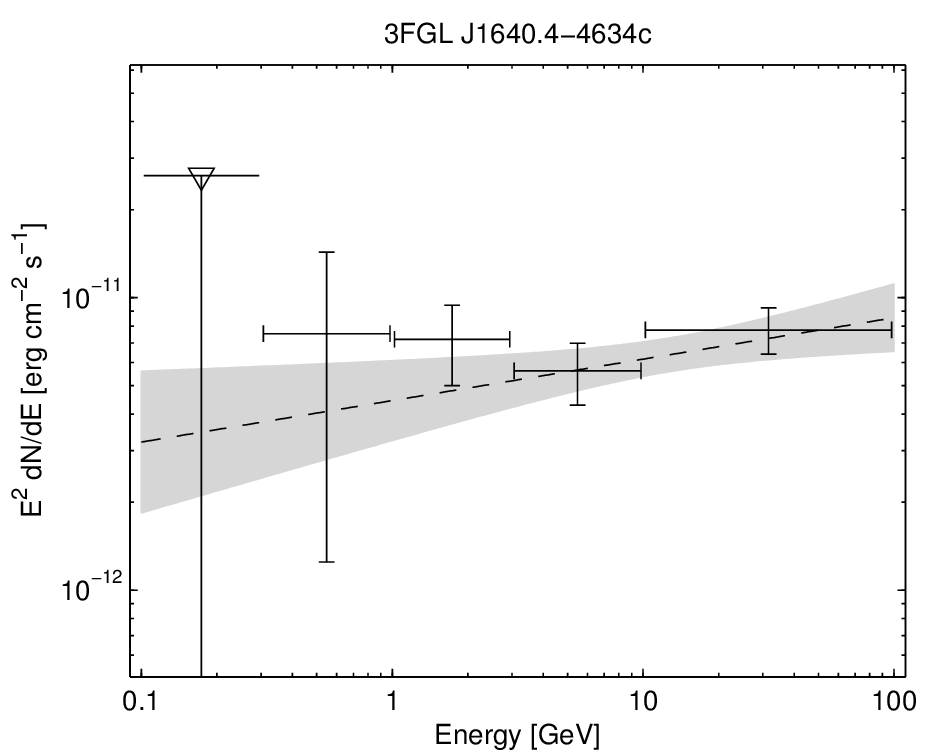 3FGL J1640.4−4634c
E² dN/dE [erg cm⁻² s⁻¹]
10⁻¹¹
10⁻¹²
0.1 1 10 100
Energy [GeV]